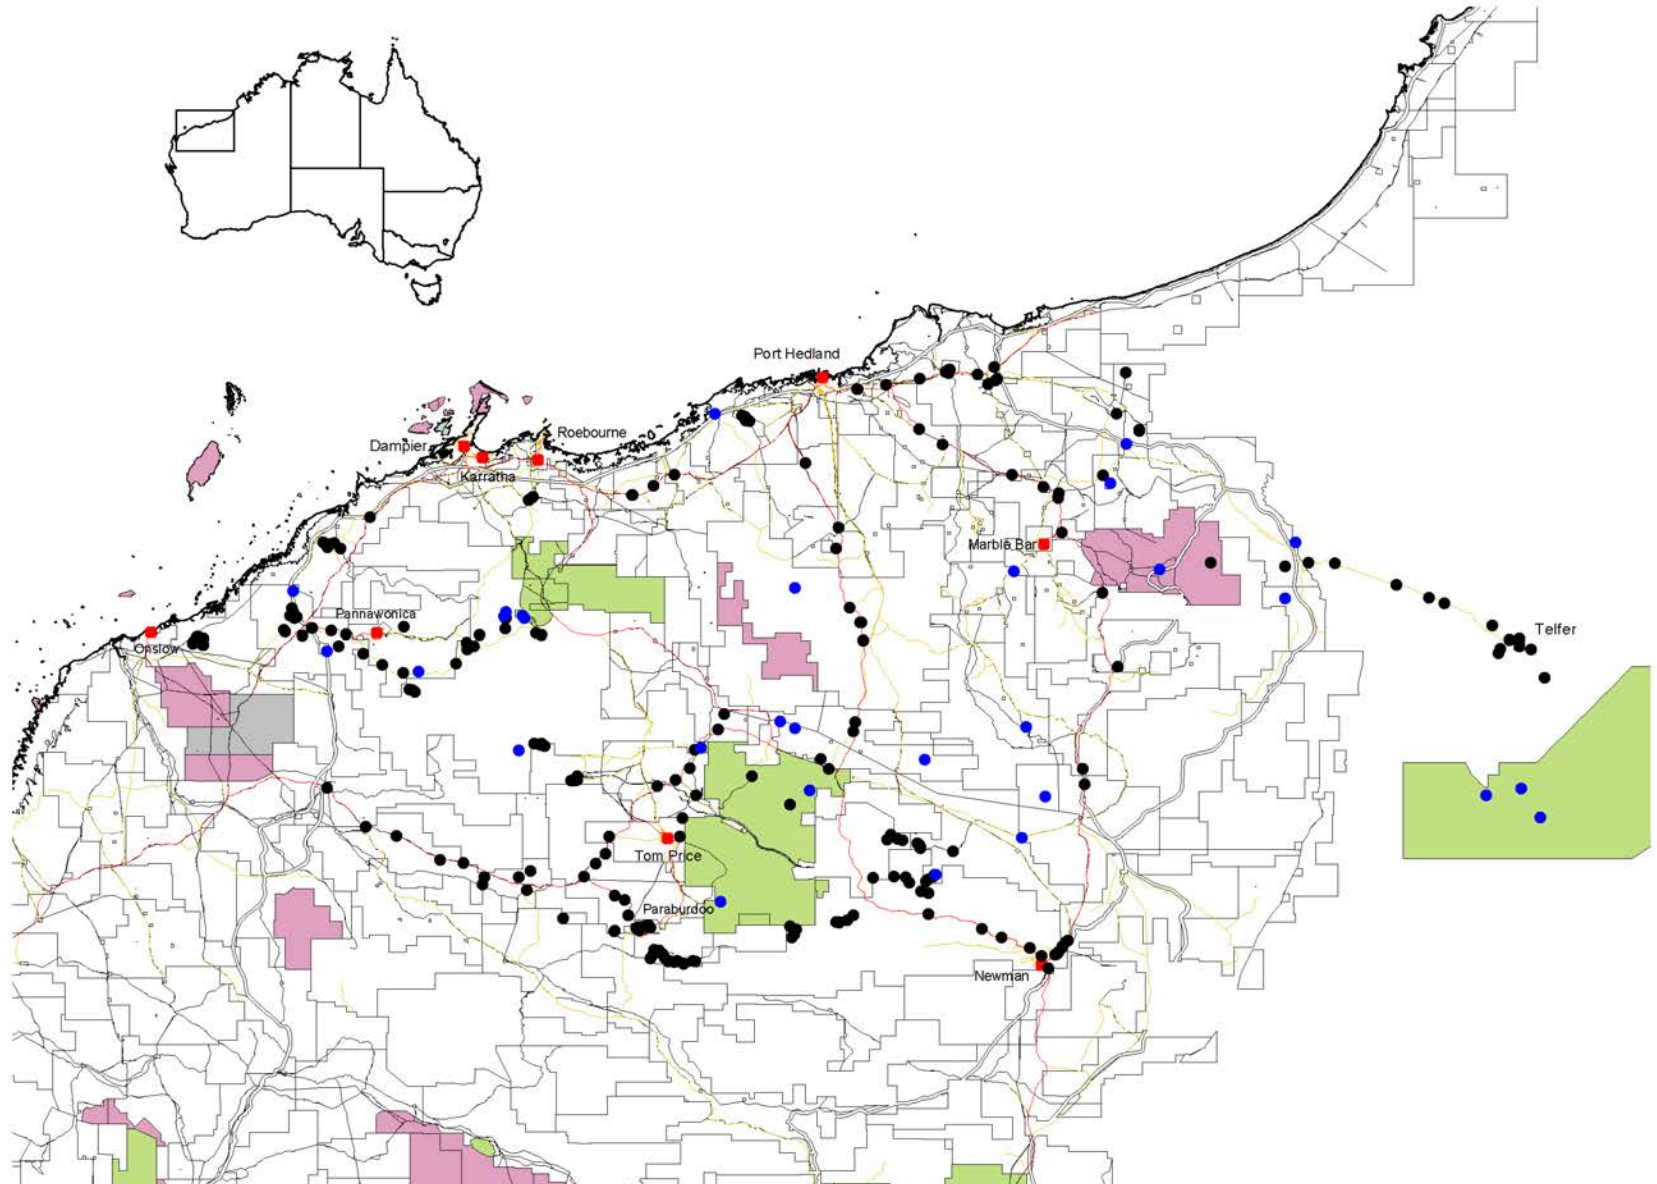 Port Hedland
Roebourne
Dampier
Karratha
Marble Bar
Pannawonica
Telfer
Onslow
Tom Price
Paraburdoo
Newman